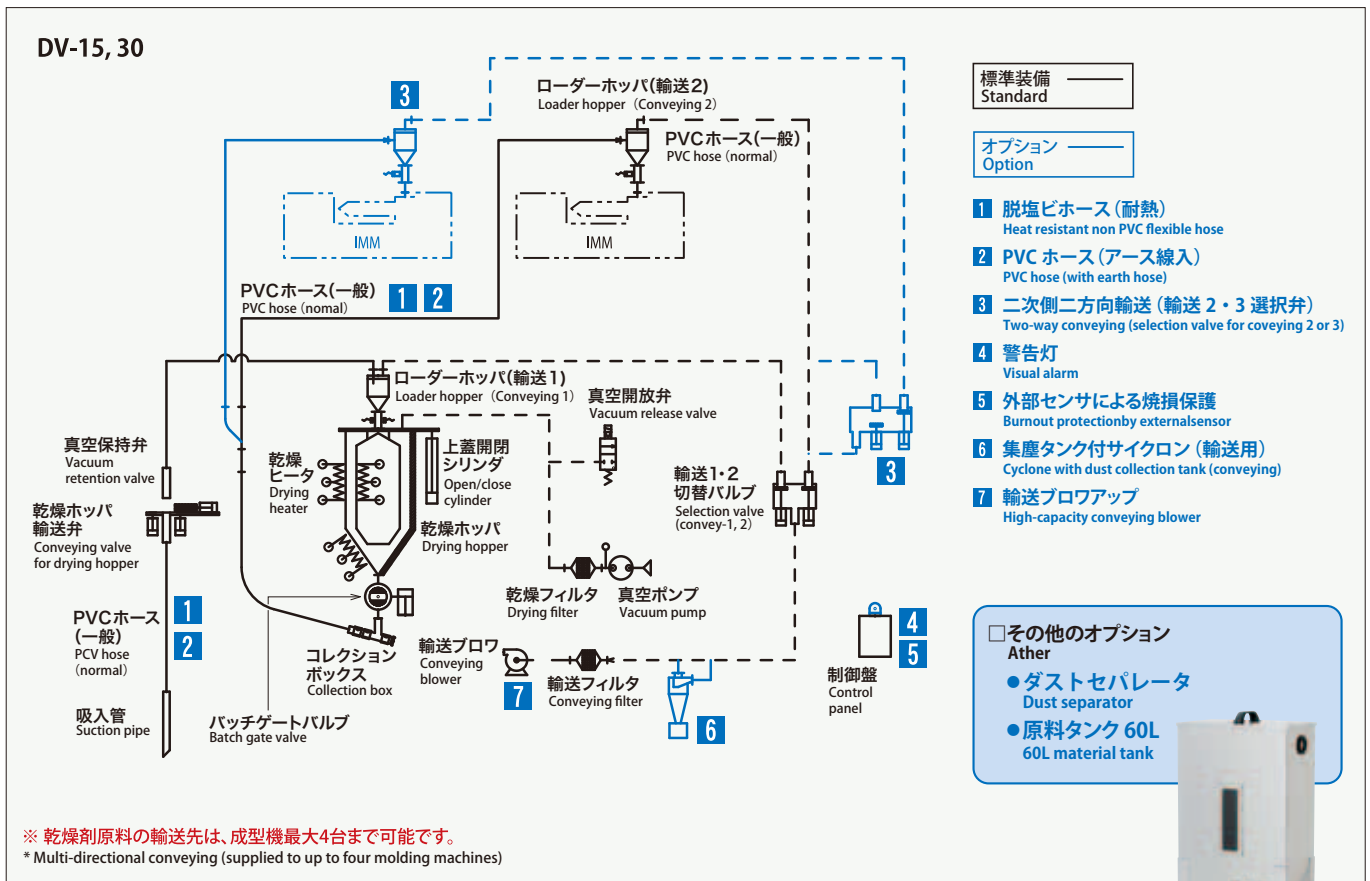 DV-15, 30
3
ローダーホッパ(輸送2)
Loader hopper (Conveying 2)
PVCホース(一般)
PVC hose (normal)
IMM
IMM
PVCホース(一般)
PVC hose (nomal)
1 2
ローダーホッパ(輸送1)
Loader hopper (Conveying 1)
真空開放弁
Vacuum release valve
真空保持弁
Vacuum
retention valve
乾燥
ヒータ
Drying
heater
上蓋開閉
シリンダ
Open/close
cylinder
3
輸送1・2
切替バルブ
Selection valve
(convey-1, 2)
乾燥ホッパ
輸送弁
Conveying valve
for drying hopper
乾燥ホッパ
Drying hopper
乾燥フィルタ
Drying filter
真空ポンプ
Vacuum pump
PVCホース
(一般)
PCV hose
(normal)
1
2
コレクション
ボックス
Collection box
輸送ブロワ
Conveying
blower
7
輸送フィルタ
Conveying filter
6
制御盤
Control
panel
4
5
吸入管
Suction pipe
バッチゲートバルブ
Batch gate valve
※ 乾燥剤原料の輸送先は、成型機最大4台まで可能です。
* Multi-directional conveying (supplied to up to four molding machines)
標準装備
Standard
オプション
Option
1 脱塩ビホース(耐熱)
Heat resistant non PVC flexible hose
2 PVC ホース(アース線入)
PVC hose (with earth hose)
3 二次側二方向輸送(輸送 2・3 選択弁)
Two-way conveying (selection valve for coveying 2 or 3)
4 警告灯
Visual alarm
5 外部センサによる焼損保護
Burnout protectionby externalsensor
6 集塵タンク付サイクロン(輸送用)
Cyclone with dust collection tank (conveying)
7 輸送ブロワアップ
High-capacity conveying blower
□その他のオプション
Ather
●ダストセパレータ
Dust separator
●原料タンク 60L
60L material tank